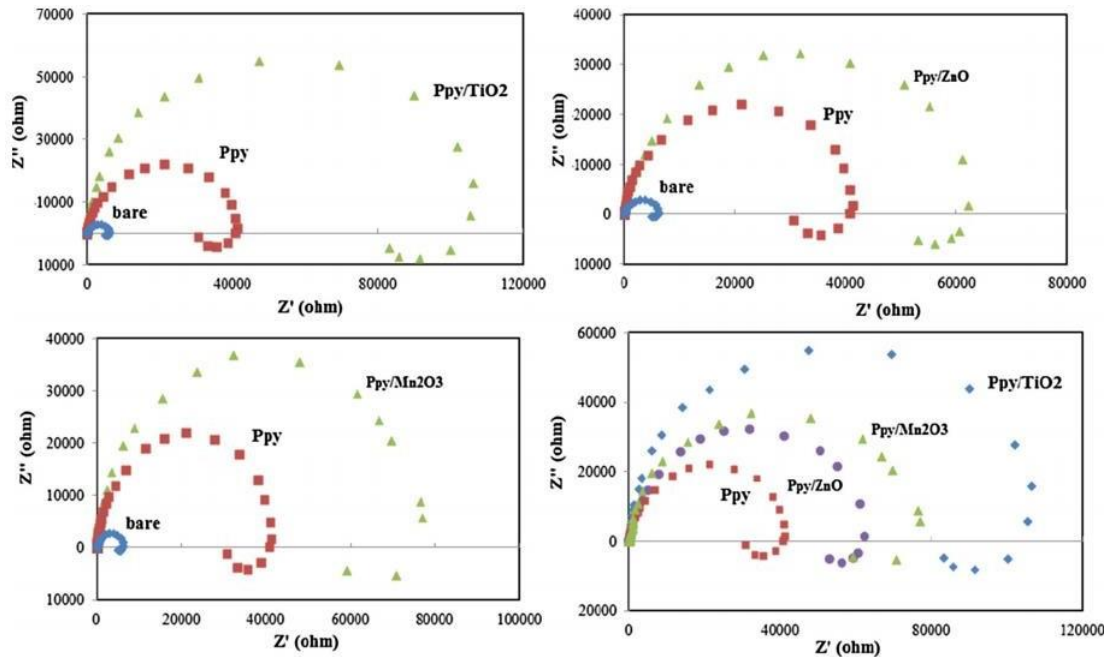 70000
50000
30000
10000
10000
Z'' (ohm)
Ppy/TiO2
Ppy
bare
0
40000
80000
120000
Z' (ohm)
40000
30000
20000
10000
0
10000
Z'' (ohm)
Ppy/ZnO
Ppy
bare
0
20000
40000
60000
80000
Z' (ohm)
40000
30000
20000
10000
0
10000
Z'' (ohm)
Ppy/Mn2O3
Ppy
bare
0
20000
40000
60000
80000
100000
Z' (ohm)
60000
40000
20000
0
20000
Z'' (ohm)
Ppy/TiO2
Ppy/Mn2O3
Ppy/ZnO
Ppy
0
40000
80000
120000
Z' (ohm)